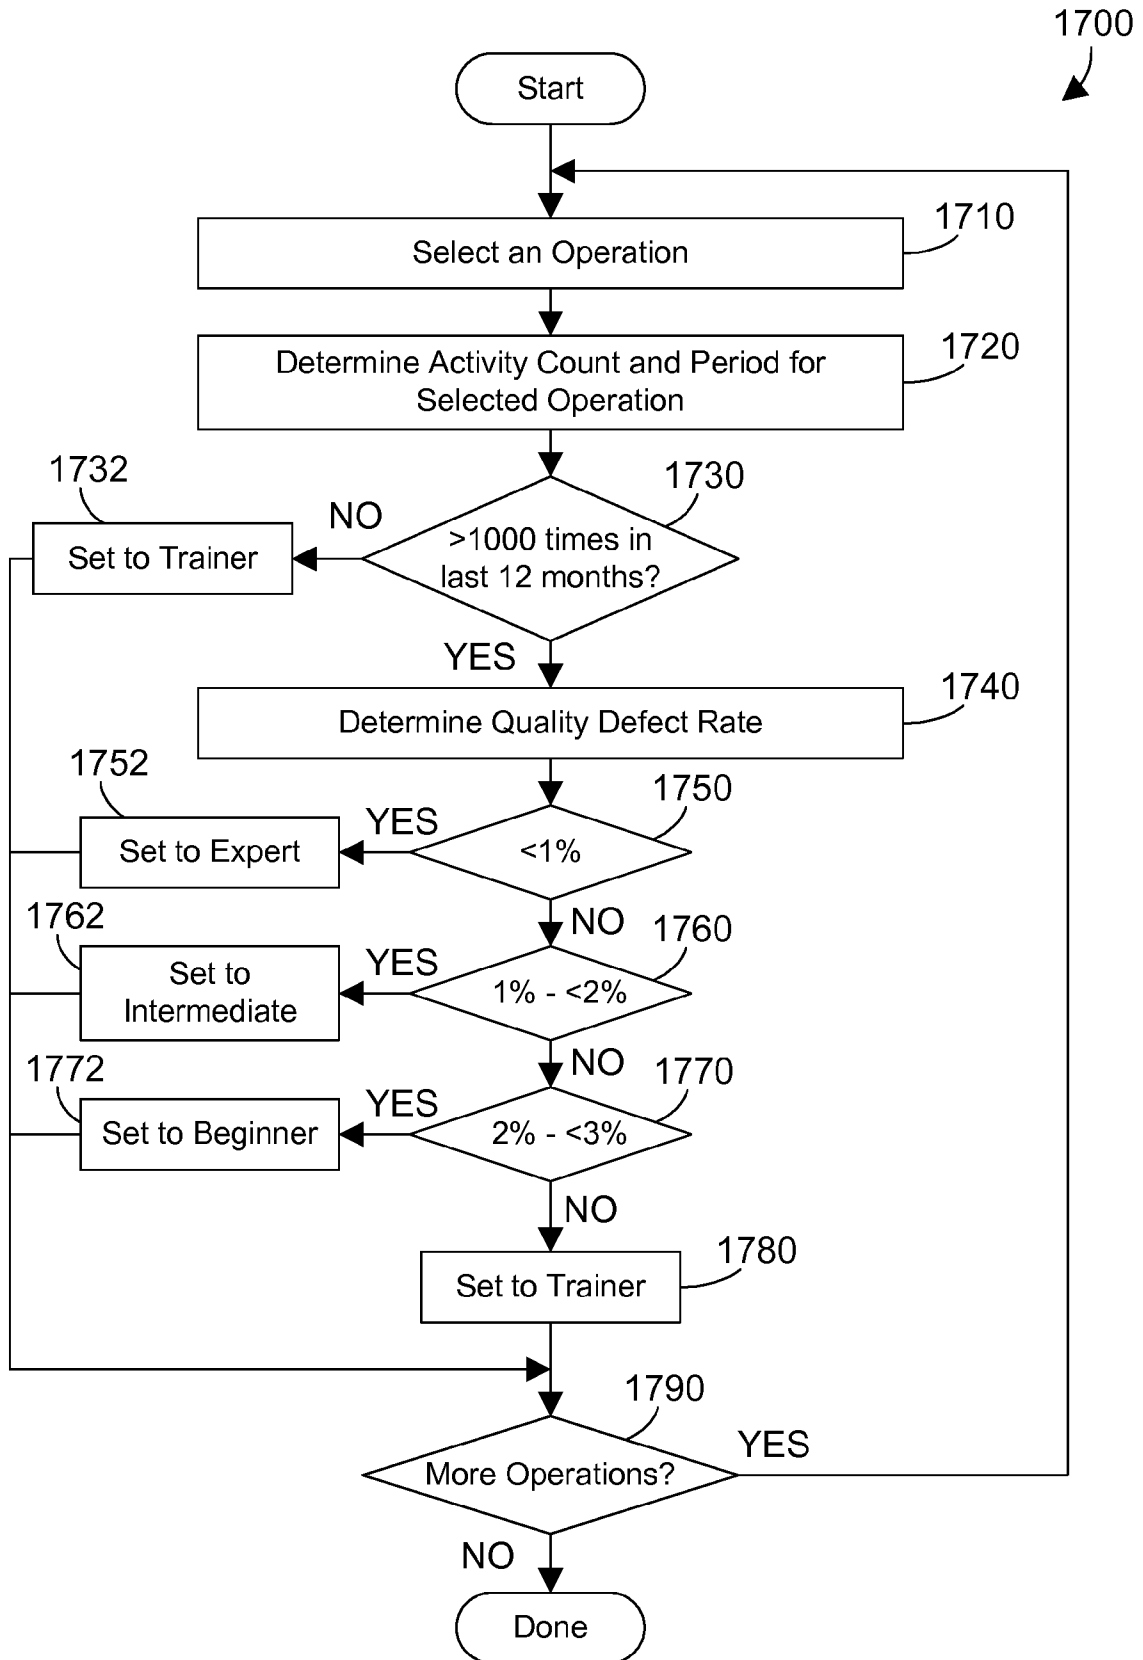 1700
Start
1710
Select an Operation
1720
Determine Activity Count and Period for
Selected Operation
1732
1730
NO
Set to Trainer
>1000 times in
last 12 months?
YES
1740
Determine Quality Defect Rate
1752
1750
YES
Set to Expert
<1%
1762
NO
1760
YES
Set to
Intermediate
1% - <2%
1772
NO
1770
YES
Set to Beginner
2% - <3%
NO
1780
Set to Trainer
1790
YES
More Operations?
NO
Done